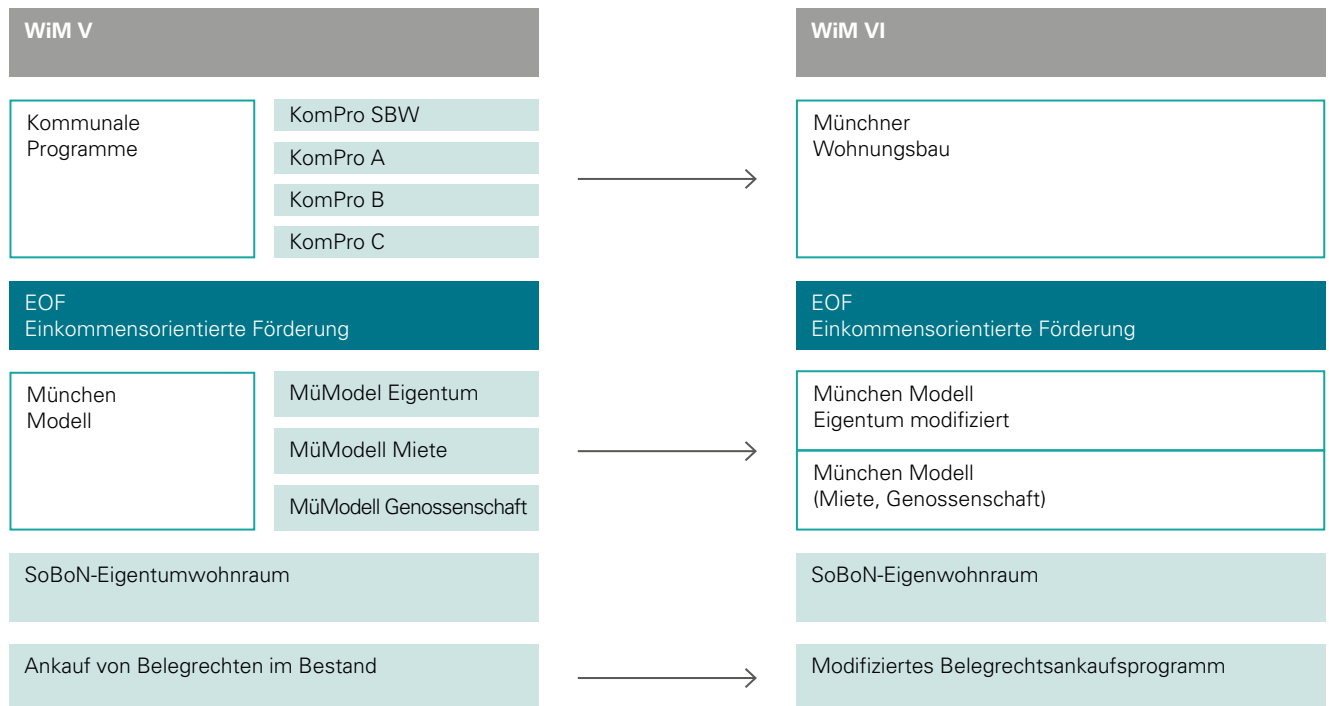 WiM V
WiM VI
Kommunale
Programme
KomPro SBW
KomPro A
KomPro B
KomPro C
Münchner
Wohnungsbau
EOF
Einkommensorientierte Förderung
EOF
Einkommensorientierte Förderung
München
Modell
MüModel Eigentum
MüModell Miete
MüModell Genossenschaft
München Modell
Eigentum modifiziert
München Modell
(Miete, Genossenschaft)
SoBoN-Eigentumwohnraum
SoBoN-Eigenwohnraum
Ankauf von Belegrechten im Bestand
Modifiziertes Belegrechtsankaufsprogramm